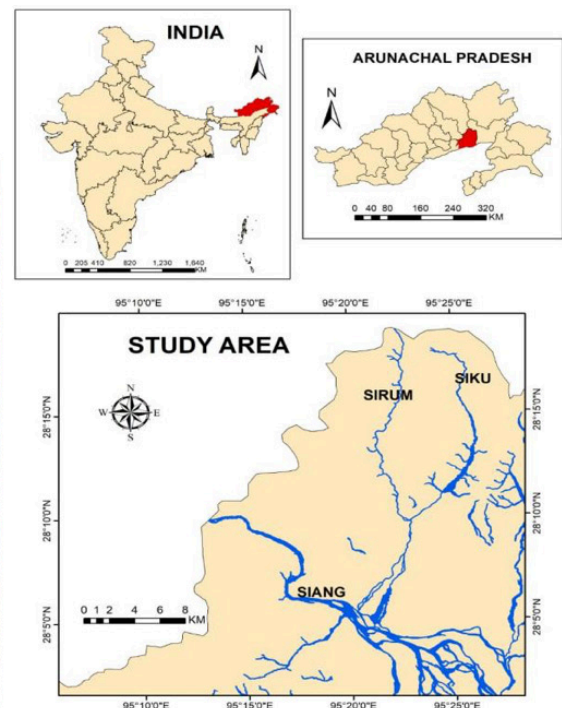 INDIA
N
0 205 410 820 1,230 1,640
KM
ARUNACHAL PRADESH
N
0 40 80 160 240 320
KM
95°10'0"E 95°15'0"E 95°20'0"E 95°25'0"E
STUDY AREA
N
W E
S
SIRUM
SIKU
28°15'0"N
28°15'0"N
28°10'0"N
28°10'0"N
SIANG
0 1 2 4 6 8
KM
28°5'0"N
28°5'0"N
95°10'0"E 95°15'0"E 95°20'0"E 95°25'0"E